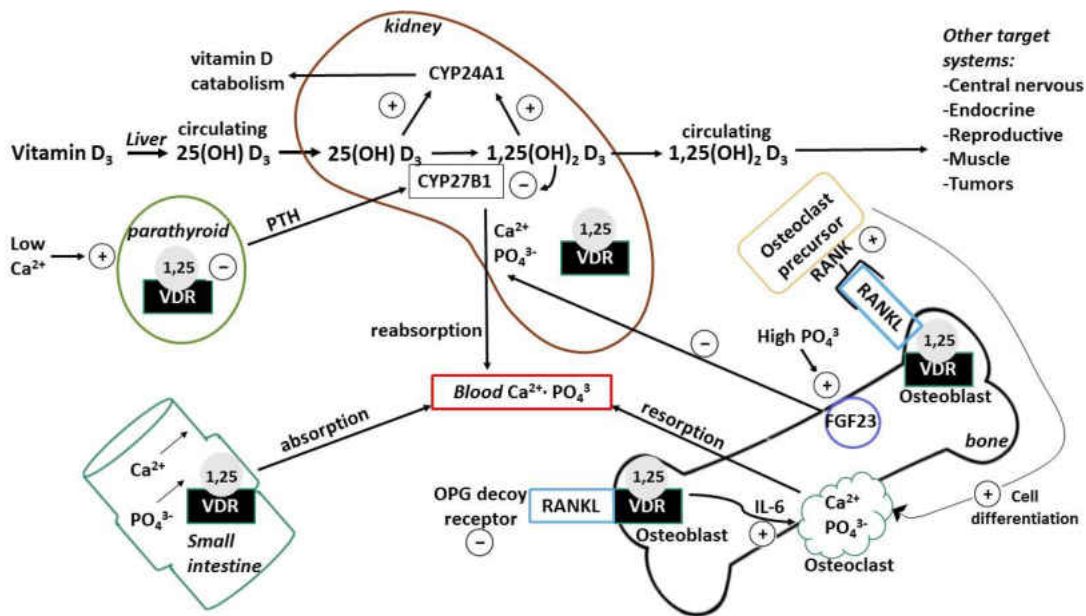 kidney
vitamin D
catabolism
CYP24A1
+
+
Other target
systems:
-Central nervous
-Endocrine
-Reproductive
-Muscle
-Tumors
Vitamin D₃
Liver
circulating
25(OH) D₃
25(OH) D₃
1,25(OH)₂ D₃
circulating
1,25(OH)₂ D₃
CYP27B1
−
PTH
parathyroid
Low
Ca²⁺
+
1,25
−
VDR
Ca²⁺
PO₄³⁻
1,25
VDR
reabsorption
Osteoclast
precursor
RANK
+
RANKL
1,25
VDR
Osteoblast
High PO₄³
+
−
FGF23
bone
Blood Ca²⁺· PO₄³
absorption
resorption
Ca²⁺
PO₄³⁻
1,25
VDR
Small
intestine
OPG decoy
receptor
−
RANKL
1,25
VDR
Osteoblast
IL-6
+
Ca²⁺
PO₄³⁻
Osteoclast
+ Cell
differentiation